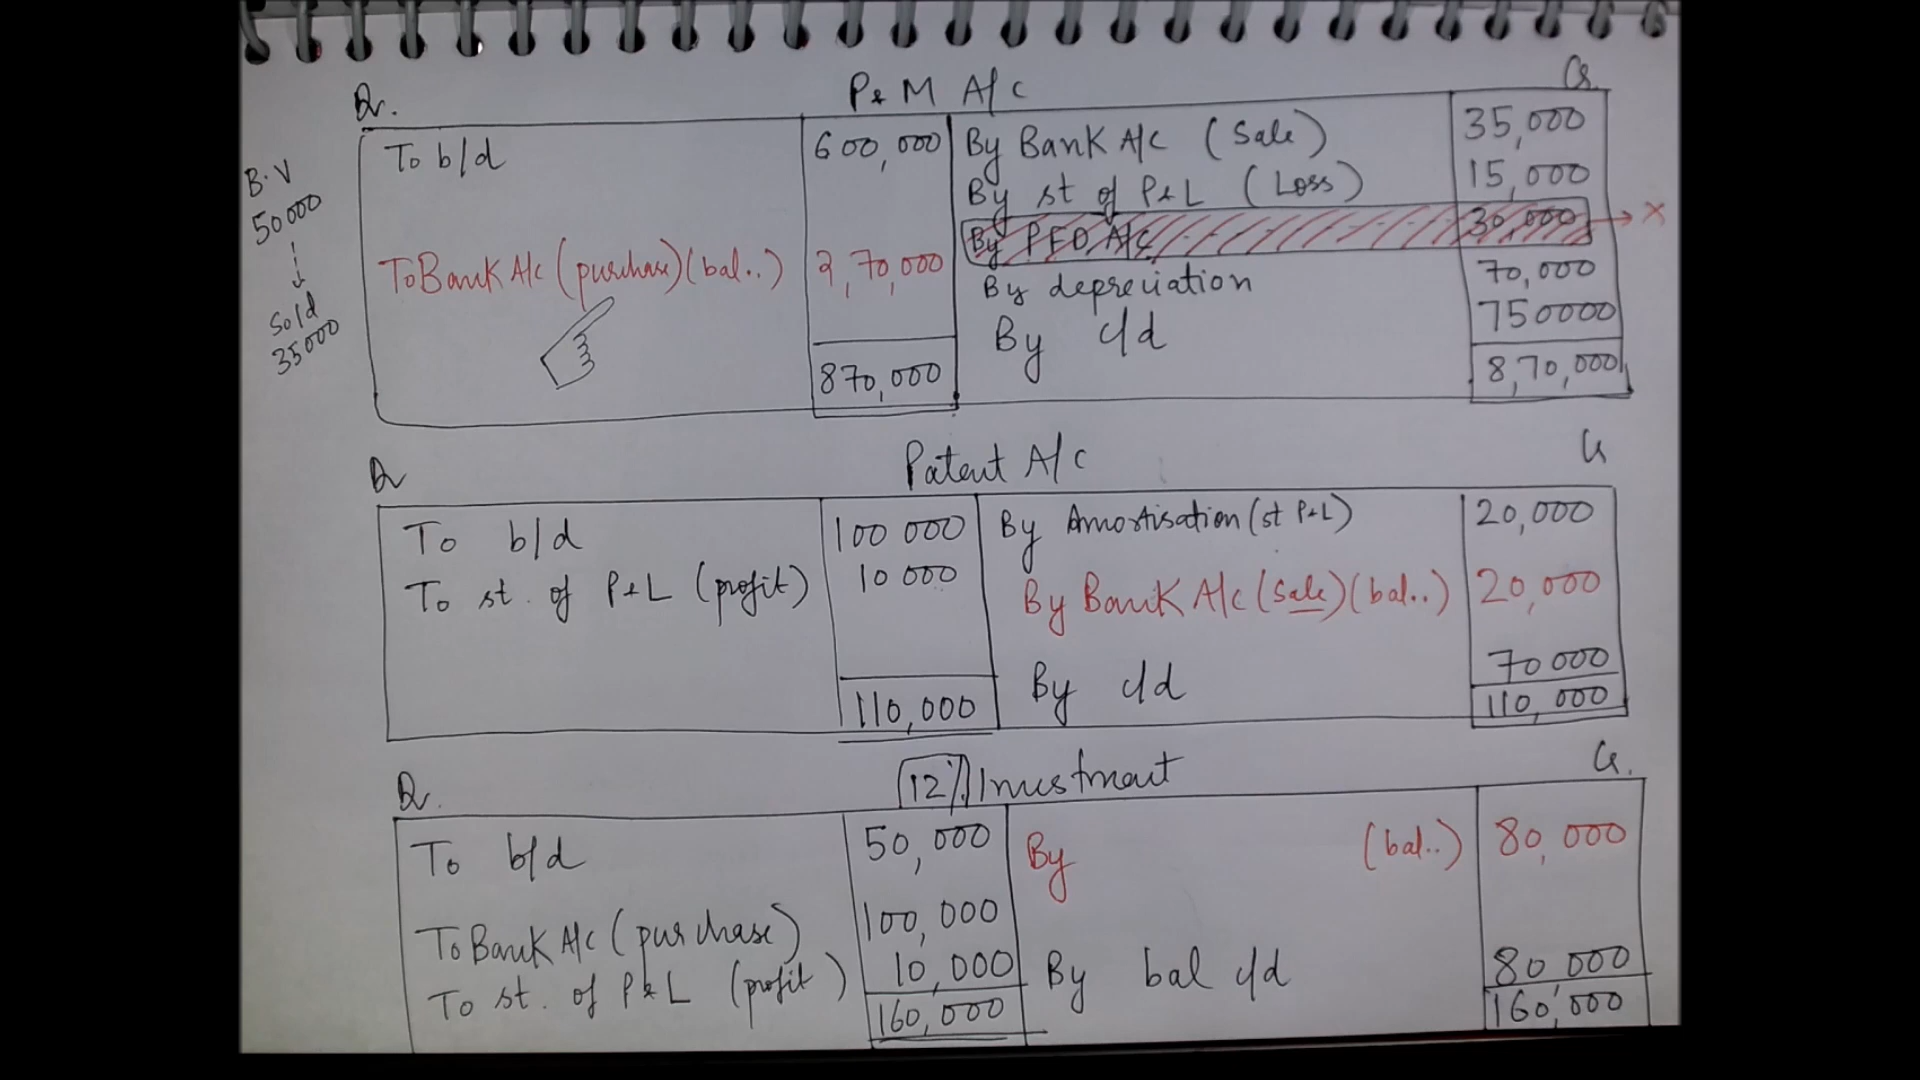 P & M A/c
Dr.
Cr.
To b/d 600,000 By Bank A/c (Sale) 35,000
By st of P&L (Loss) 15,000
By PFD A/c 30,000 → X
To Bank A/c (purchase) (bal..) 2,70,000 By depreciation 70,000
By c/d 750000
870,000 8,70,000
B.V
50000
Sold
35000
Patent A/c
Dr
Cr
To b/d 100 000 By Amortisation (st P&L) 20,000
To st. of P&L (profit) 10 000 By Bank A/c (Sale) (bal..) 20,000
By c/d 70 000
110,000 110,000
12% Investment
Dr.
Cr.
To b/d 50,000 By (bal..) 80,000
To Bank A/c (purchase) 100,000
To st. of P&L (profit) 10,000 By bal c/d 80 000
160,000 160,000